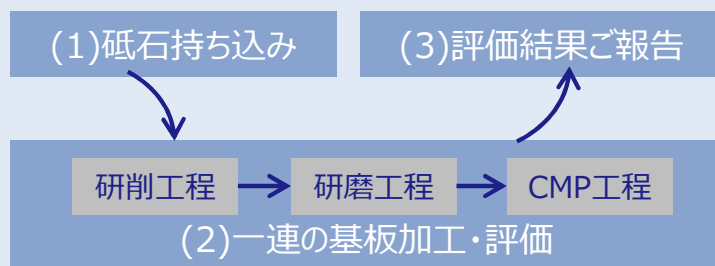 (1)砥石持ち込み
(3)評価結果ご報告
研削工程
研磨工程
CMP工程
(2)一連の基板加工・評価